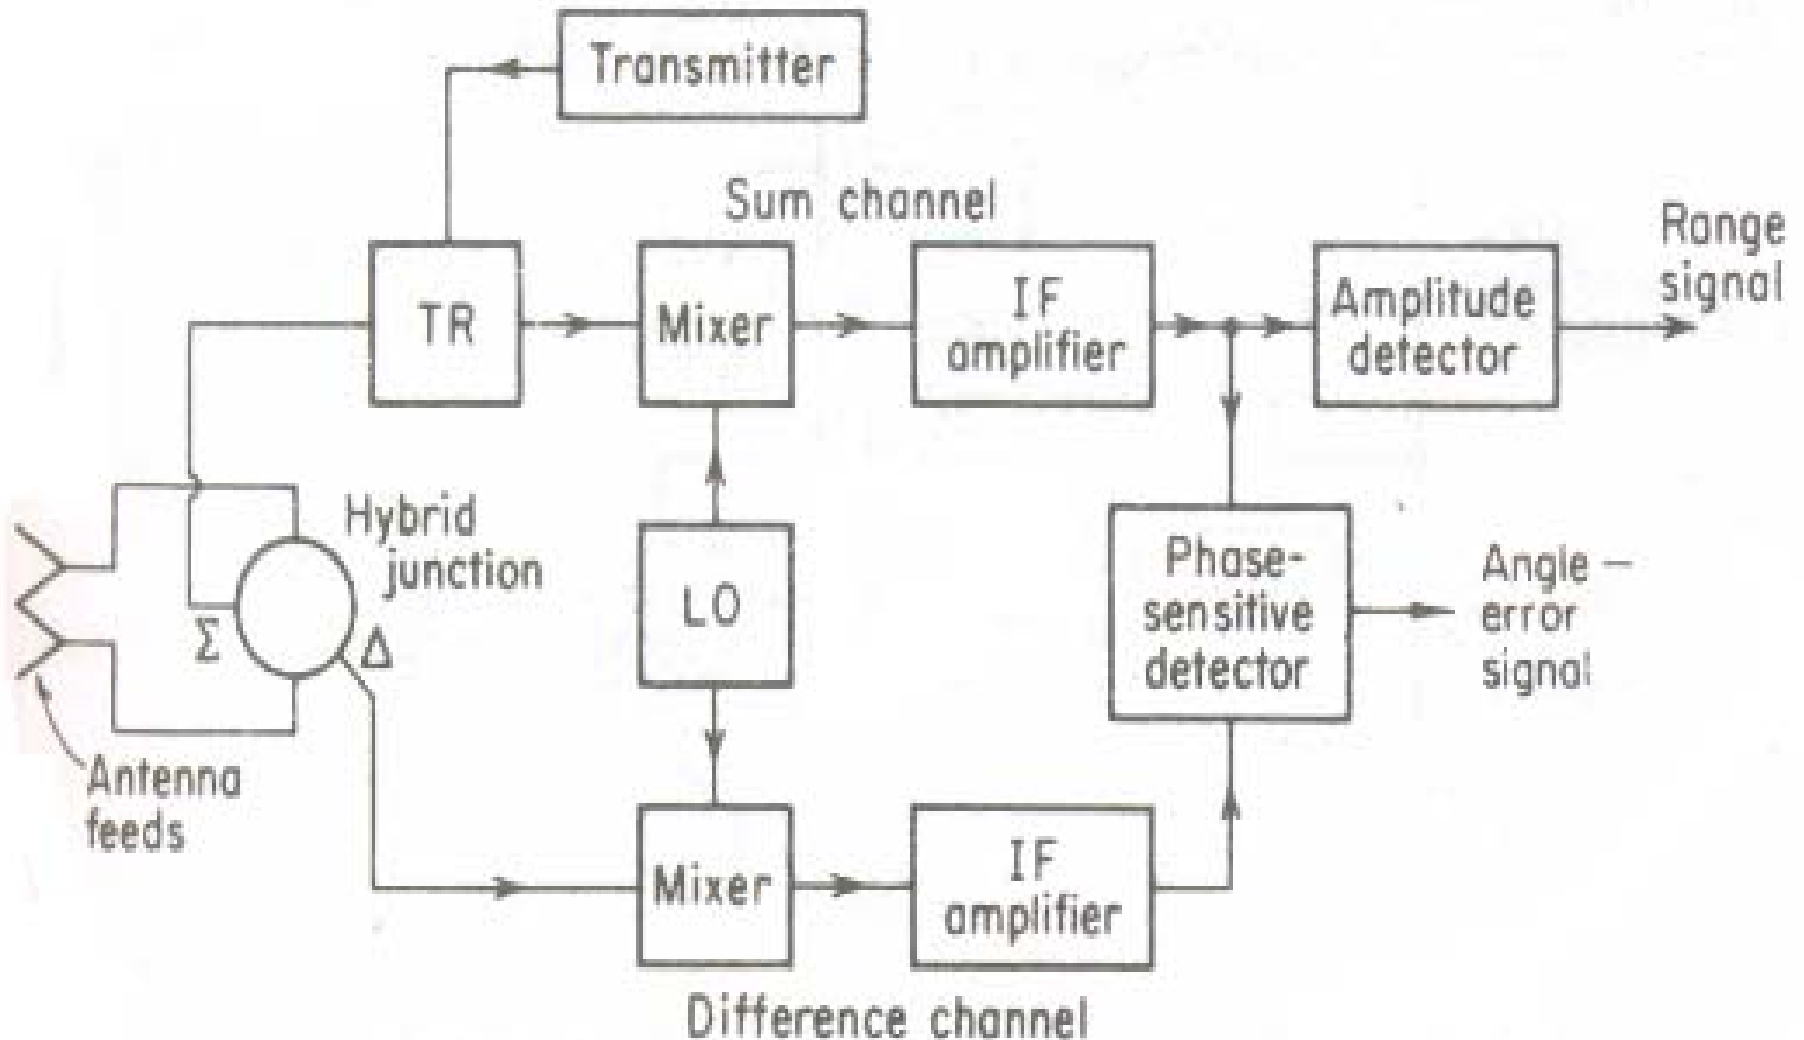 Transmitter
Sum channel
Range
signal
TR
Mixer
IF
amplifier
Amplitude
detector
Hybrid
junction
Σ
Δ
LO
Phase-
sensitive
detector
Angle-
error
signal
Antenna
feeds
Mixer
IF
amplifier
Difference channel